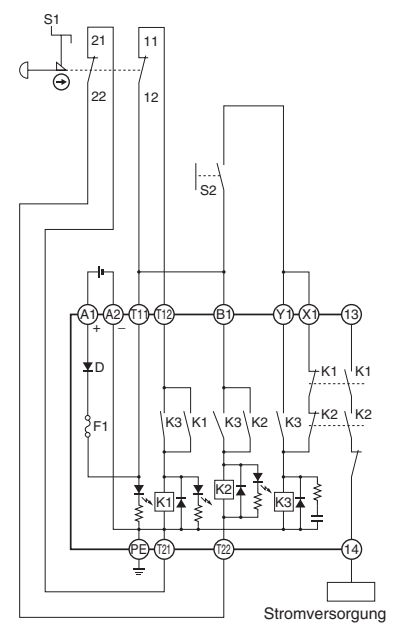 S1
21 11
22 12
S2
A1 A2 T11 T12 B1 Y1 X1 13
+ −
D
K1 K1
F1 K3 K1 K3 K2 K3 K2 K2
K1 K2 K3
PE T21 T22 14
Stromversorgung